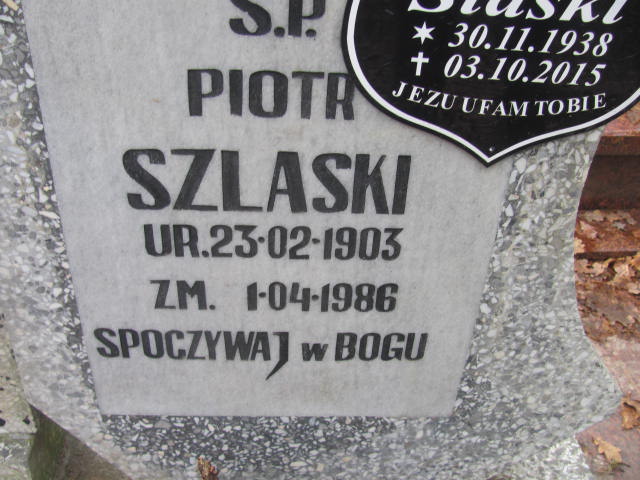 Ś.P.
PIOTR
SZLASKI
UR. 23·02·1903
ZM. 1·04·1986
SPOCZYWAJ w BOGU
30.11.1938
03.10.2015
JEZU UFAM TOBIE